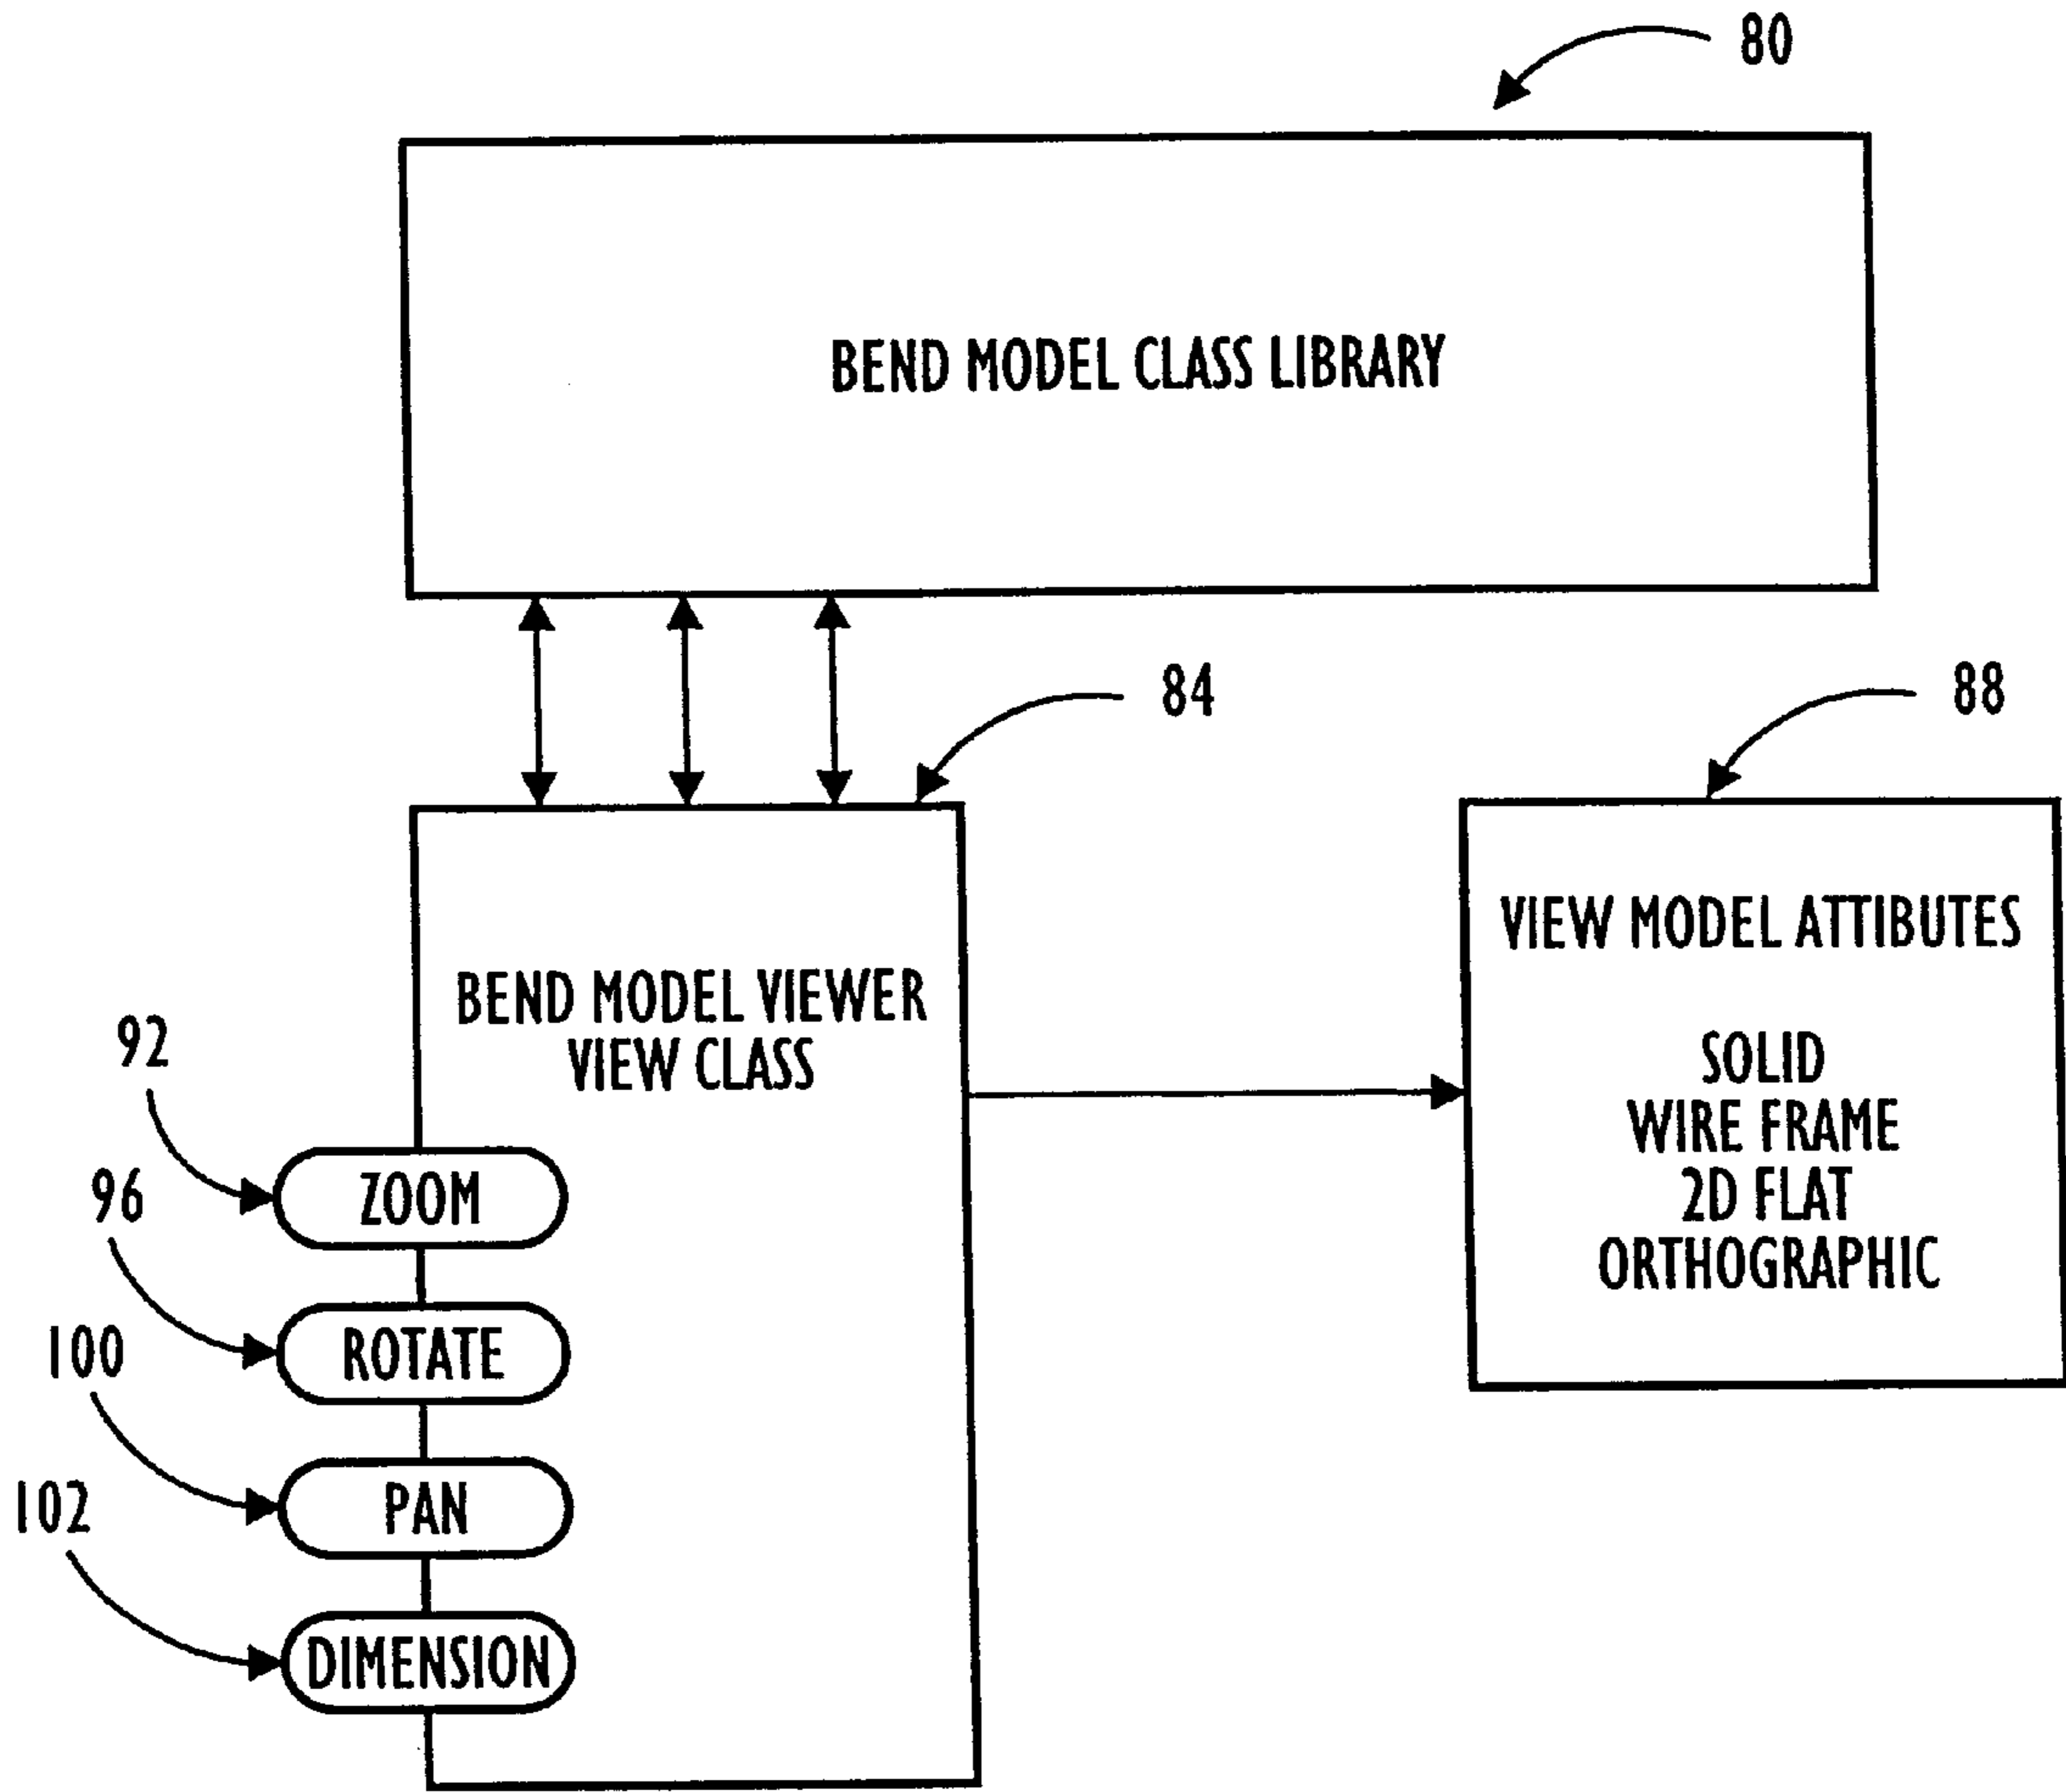 80
BEND MODEL CLASS LIBRARY
84
88
BEND MODEL VIEWER
VIEW CLASS
VIEW MODEL ATTIBUTES
SOLID
WIRE FRAME
2D FLAT
ORTHOGRAPHIC
92
ZOOM
96
ROTATE
100
PAN
102
DIMENSION